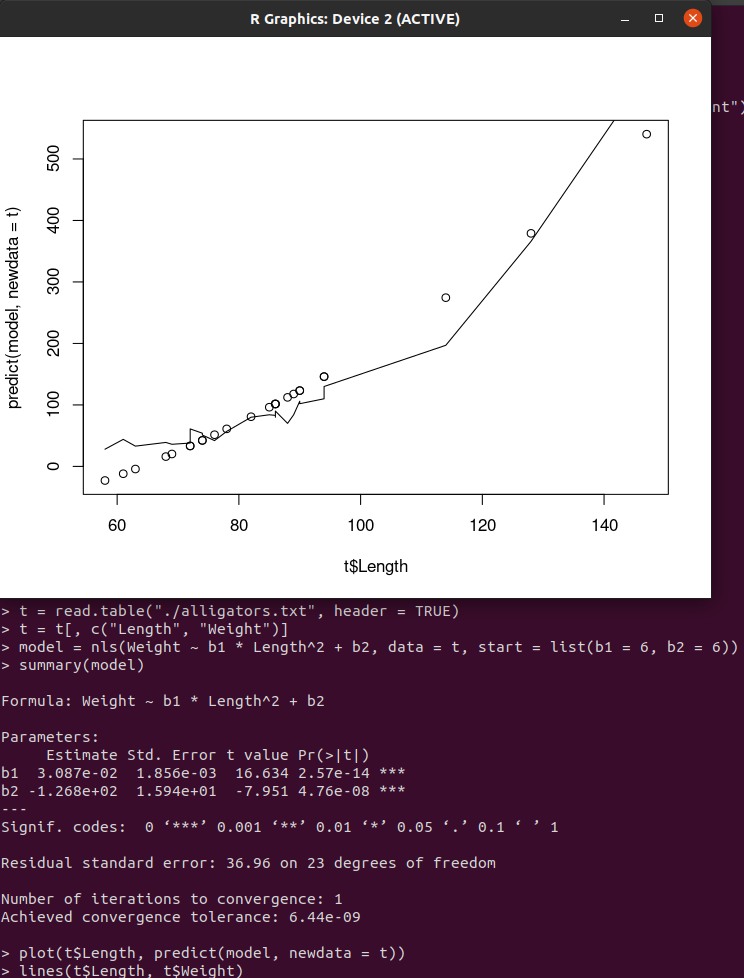 R Graphics: Device 2 (ACTIVE)
nt")
predict(model, newdata = t)
500
400
300
200
100
0
60 80 100 120 140
t$Length
> t = read.table("./alligators.txt", header = TRUE)
> t = t[, c("Length", "Weight")]
> model = nls(Weight ~ b1 * Length^2 + b2, data = t, start = list(b1 = 6, b2 = 6))
> summary(model)
Formula: Weight ~ b1 * Length^2 + b2
Parameters:
Estimate Std. Error t value Pr(>|t|)
b1 3.087e-02 1.856e-03 16.634 2.57e-14 ***
b2 -1.268e+02 1.594e+01 -7.951 4.76e-08 ***
---
Signif. codes: 0 ‘***’ 0.001 ‘**’ 0.01 ‘*’ 0.05 ‘.’ 0.1 ‘ ’ 1
Residual standard error: 36.96 on 23 degrees of freedom
Number of iterations to convergence: 1
Achieved convergence tolerance: 6.44e-09
> plot(t$Length, predict(model, newdata = t))
> lines(t$Length, t$Weight)